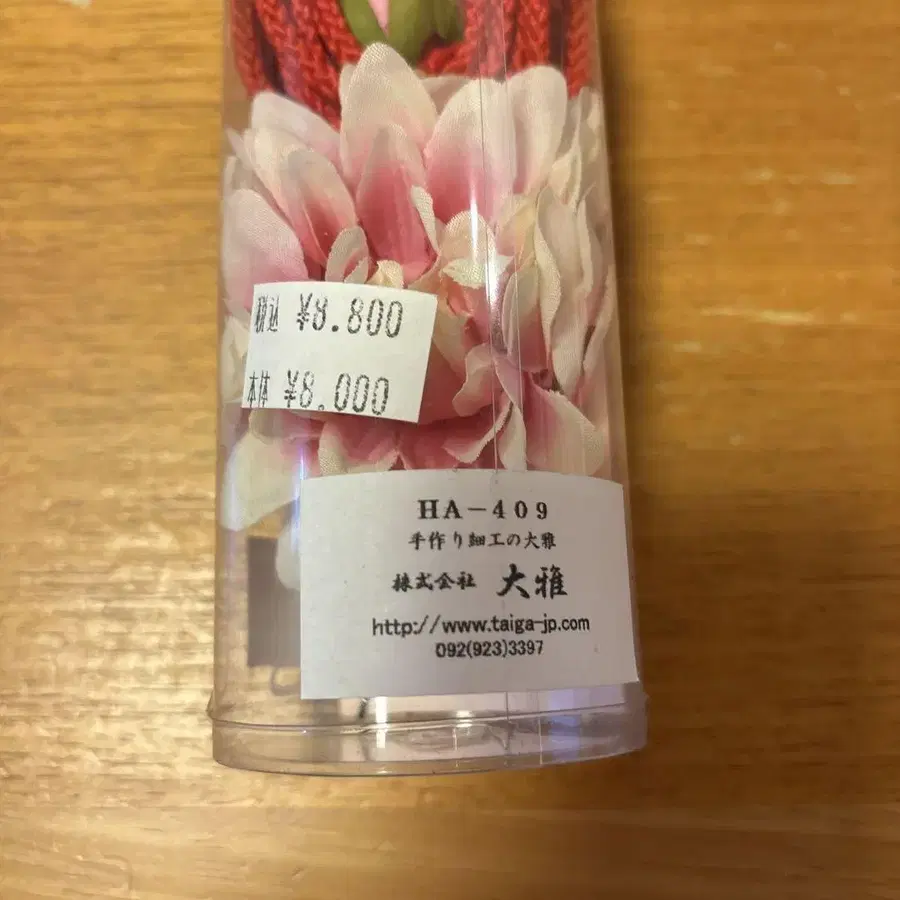 税込 ¥8.800
本体 ¥8.000
HA-409
手作り細工の大雅
株式会社 大雅
http://www.taiga-jp.com
092(923)3397